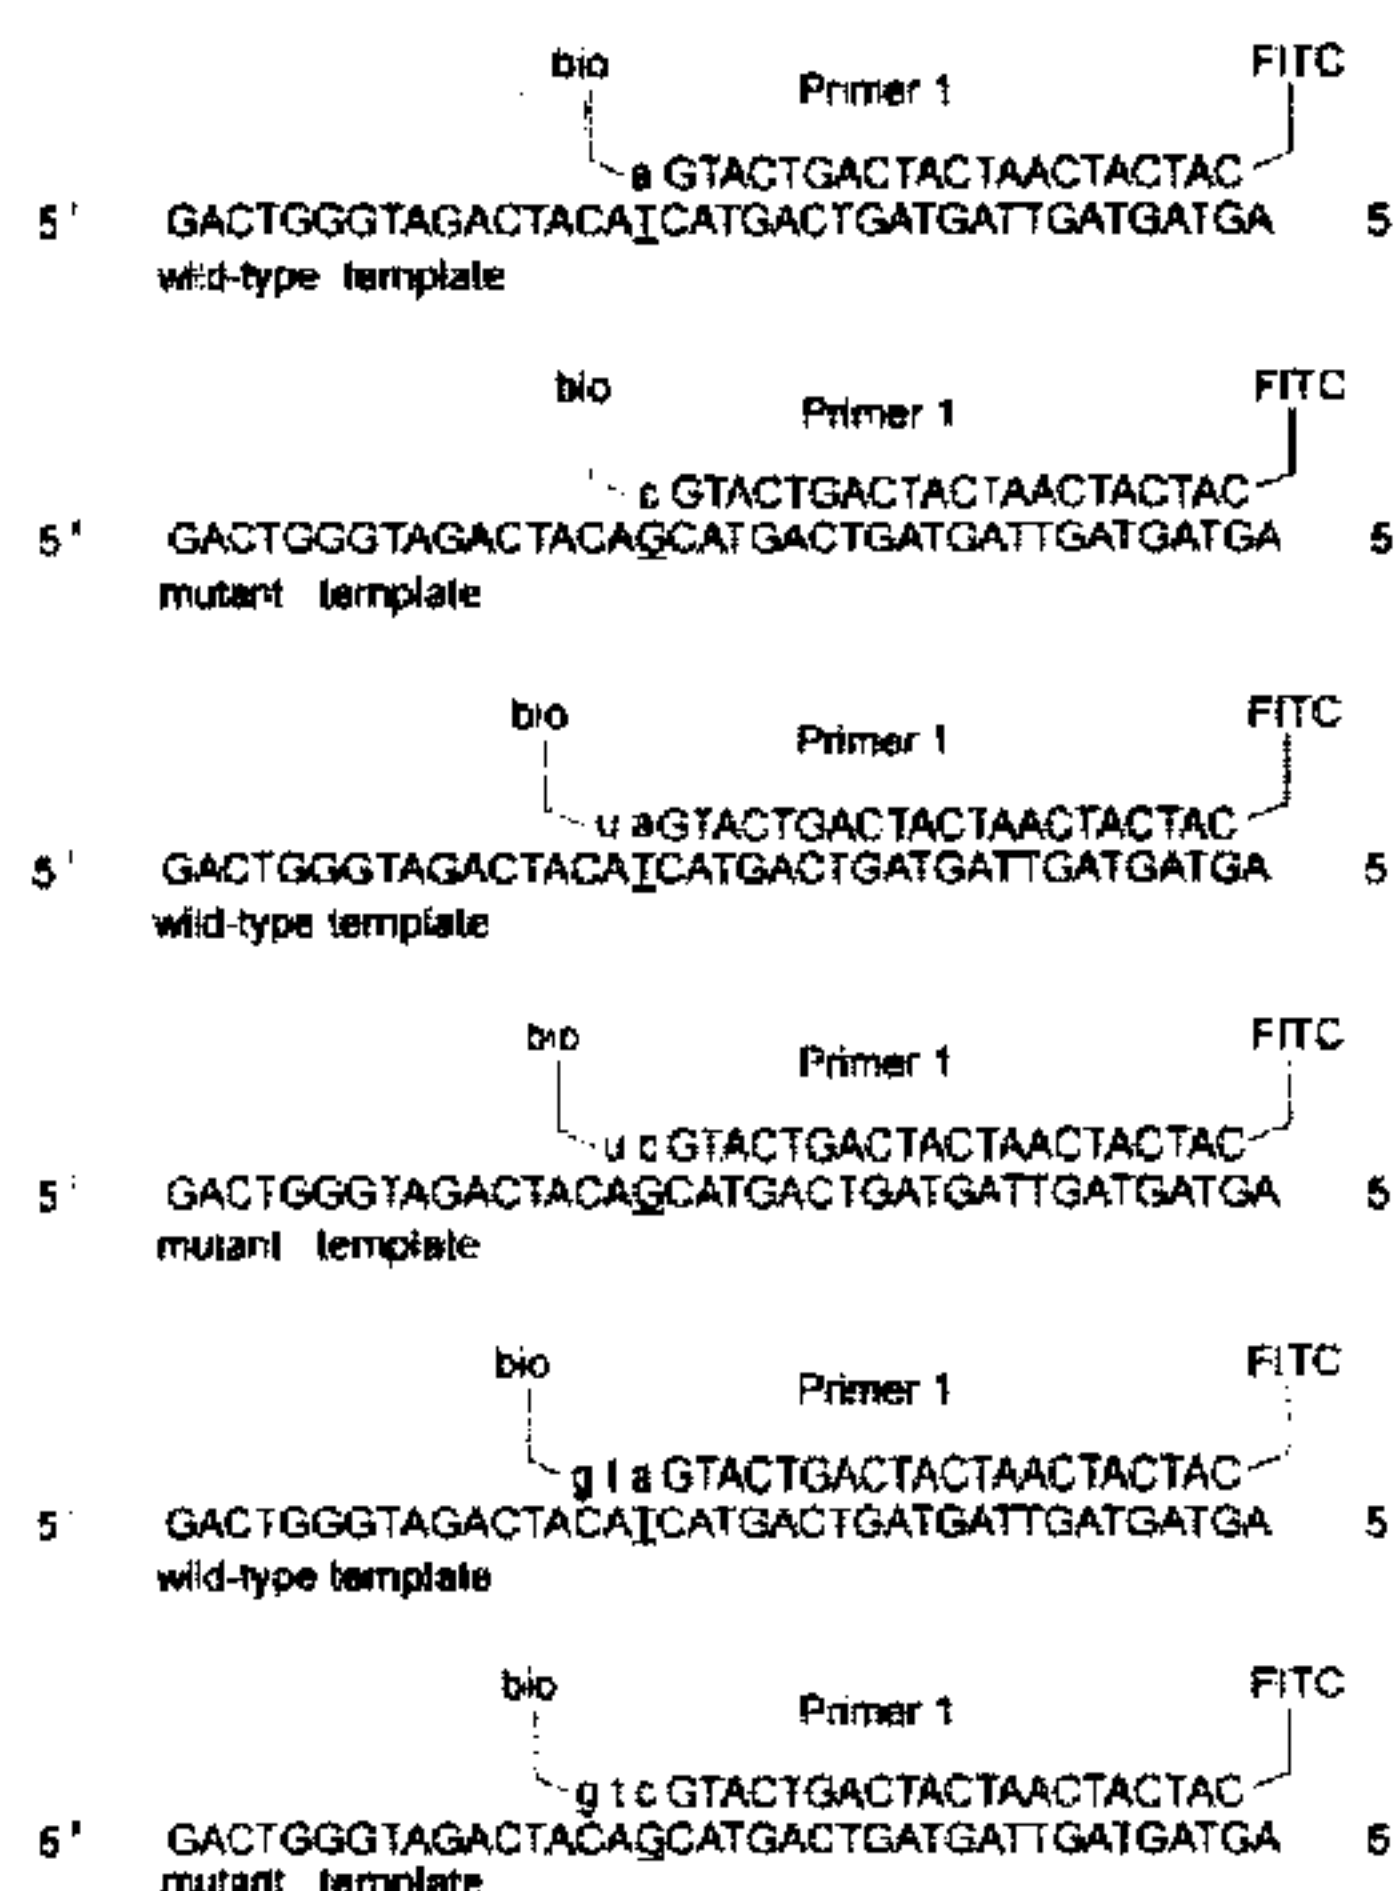 bio Primer 1 FITC
a GTACTGACTACTAACTACTAC
5' GACTGGGTAGACTACATCATGACTGATGATTGATGATGA 5
wild-type template
bio Primer 1 FITC
c GTACTGACTACTAACTACTAC
5' GACTGGGTAGACTACAGCATGACTGATGATTGATGATGA 5
mutant template
bio Primer 1 FITC
u aGTACTGACTACTAACTACTAC
5' GACTGGGTAGACTACATCATGACTGATGATTGATGATGA 5
wild-type template
bio Primer 1 FITC
u cGTACTGACTACTAACTACTAC
5' GACTGGGTAGACTACAGCATGACTGATGATTGATGATGA 5
mutant template
bio Primer 1 FITC
g t a GTACTGACTACTAACTACTAC
5' GACTGGGTAGACTACATCATGACTGATGATTGATGATGA 5
wild-type template
bio Primer 1 FITC
g t c GTACTGACTACTAACTACTAC
5' GACTGGGTAGACTACAGCATGACTGATGATTGATGATGA 5
mutant template